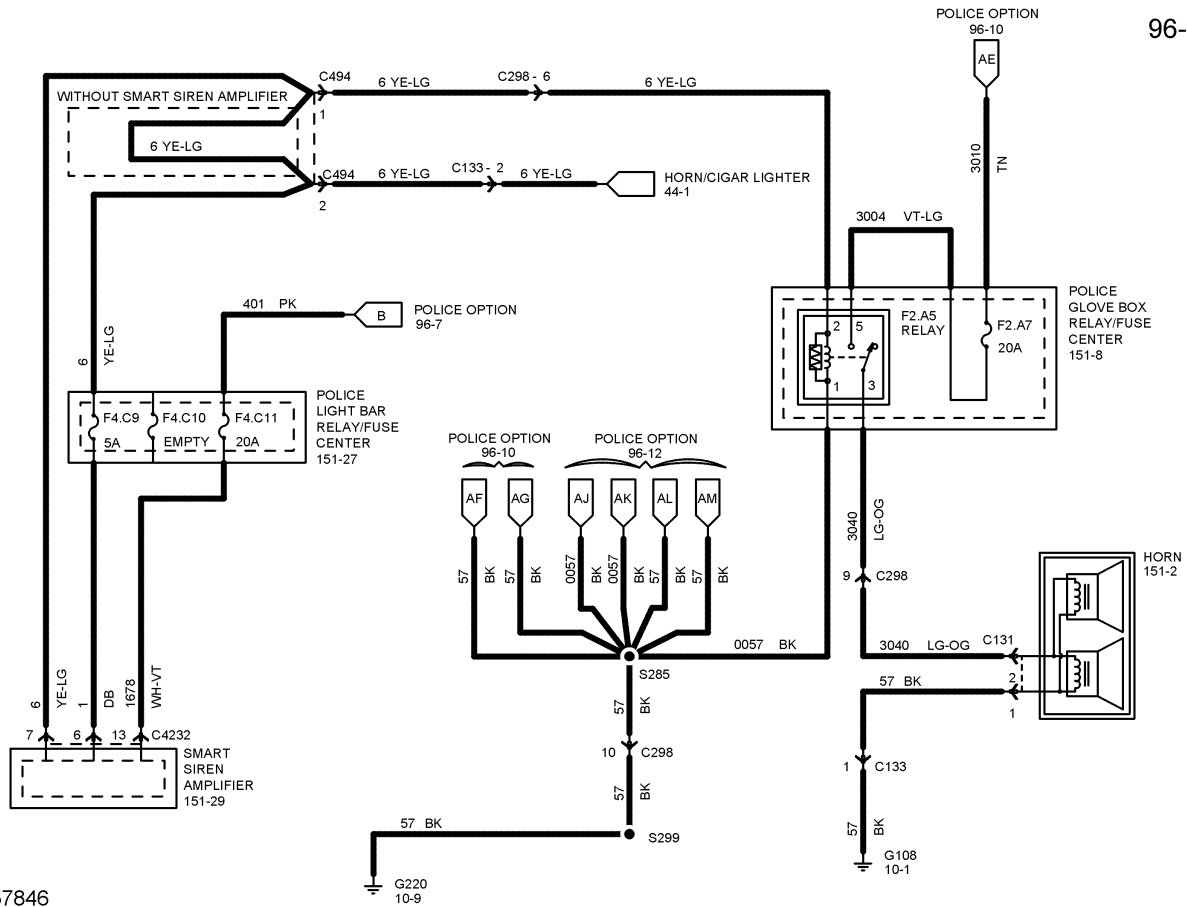 POLICE OPTION
96-10
96-
AE
C494
6 YE-LG
C298 - 6
6 YE-LG
WITHOUT SMART SIREN AMPLIFIER
1
6 YE-LG
3010
TN
C494
6 YE-LG
C133 - 2
6 YE-LG
HORN/CIGAR LIGHTER
44-1
2
3004 VT-LG
401 PK
B
POLICE OPTION
96-7
POLICE
GLOVE BOX
RELAY/FUSE
CENTER
151-8
2
5
F2.A5
RELAY
F2.A7
20A
1
3
6
YE-LG
POLICE
LIGHT BAR
RELAY/FUSE
CENTER
151-27
F4.C9
F4.C10
F4.C11
5A
EMPTY
20A
POLICE OPTION
96-10
POLICE OPTION
96-12
AF
AG
AJ
AK
AL
AM
57
BK
57
BK
0057
BK
0057
BK
57
BK
57
BK
3040
LG-OG
9
C298
HORN
151-2
0057 BK
3040 LG-OG
C131
2
S285
57 BK
1
6
YE-LG
1
DB
1678
WH-VT
57
BK
7
6
13
C4232
10
C298
SMART
SIREN
AMPLIFIER
151-29
1
C133
57
BK
57 BK
S299
57
BK
G108
10-1
G220
10-9
57846